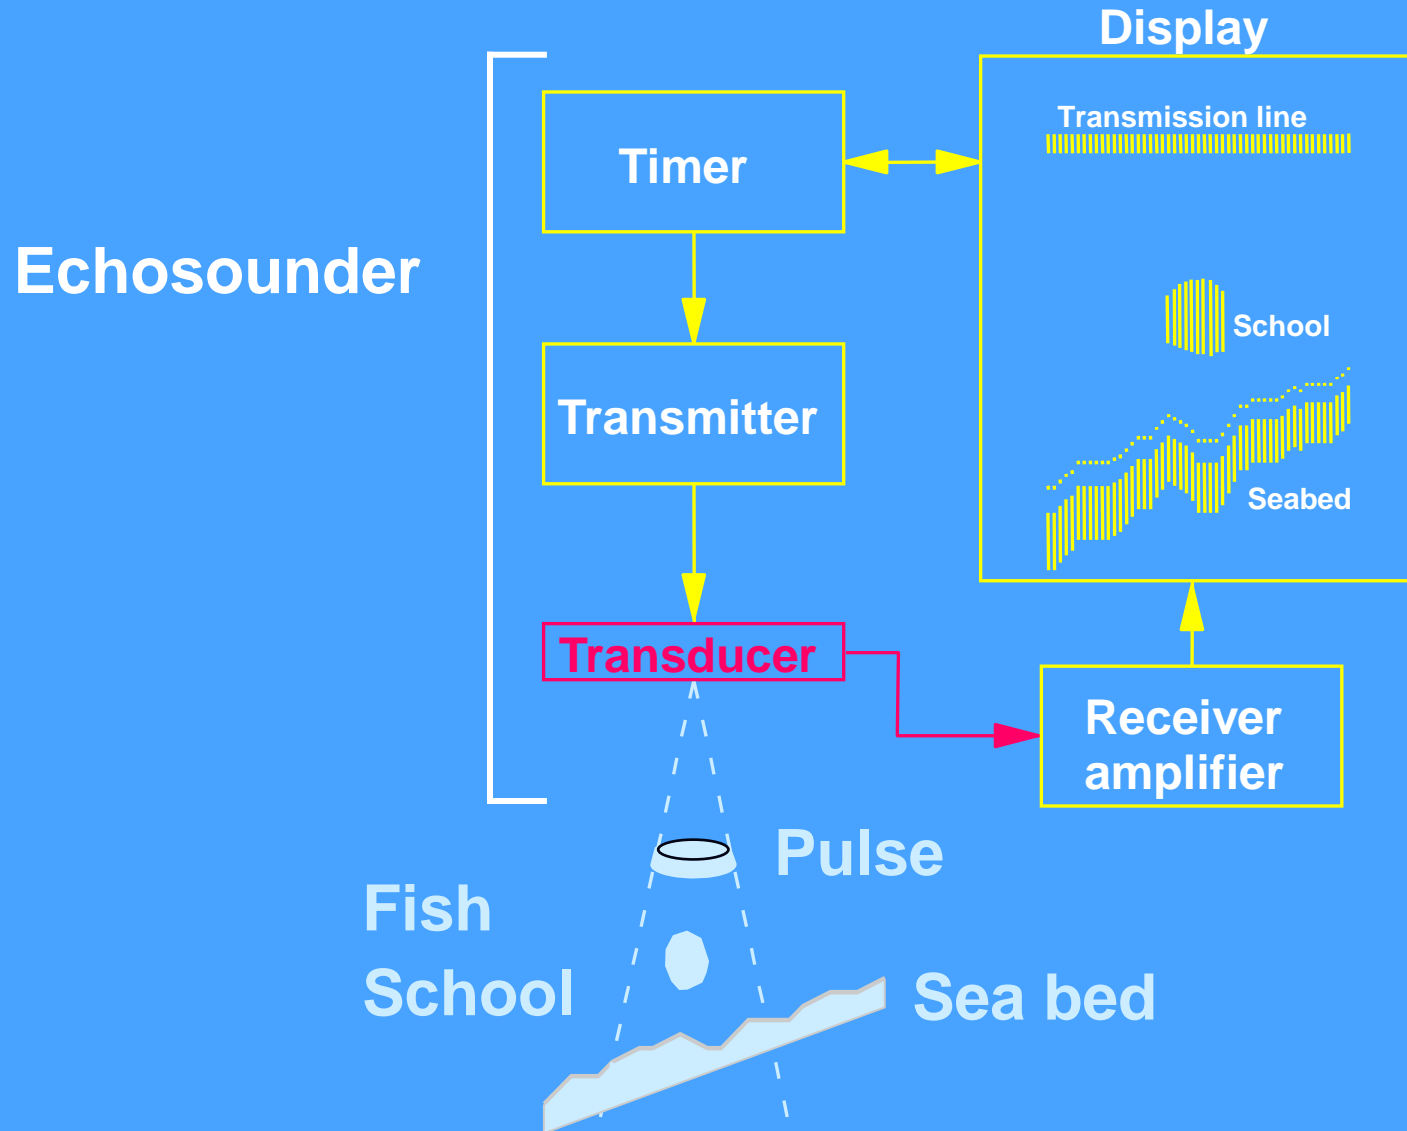 Display
Transmission line
Timer
Echosounder
School
Transmitter
Seabed
Transducer
Receiver
amplifier
Pulse
Fish
School
Sea bed